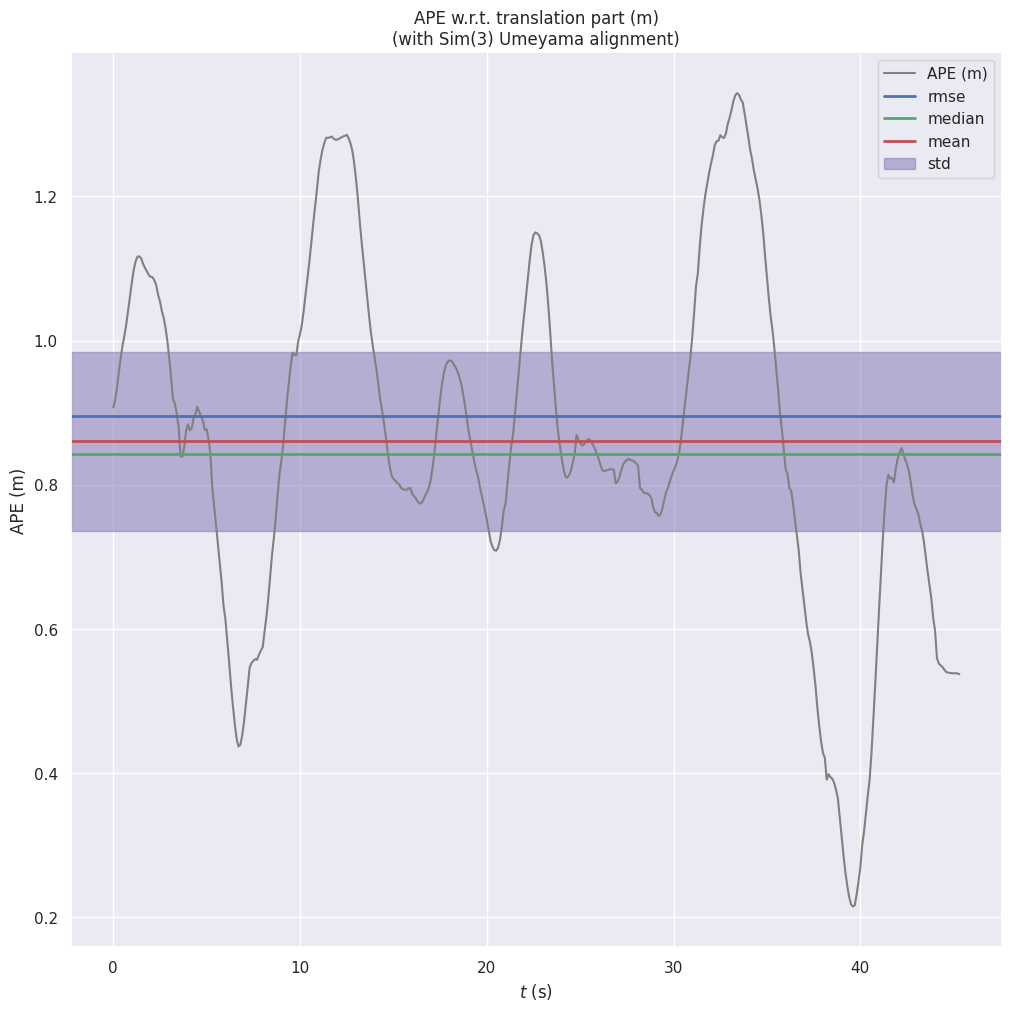 APE w.r.t. translation part (m)
(with Sim(3) Umeyama alignment)
APE (m)
rmse
median
mean
std
APE (m)
1.2
1.0
0.8
0.6
0.4
0.2
0
10
20
30
40
t (s)